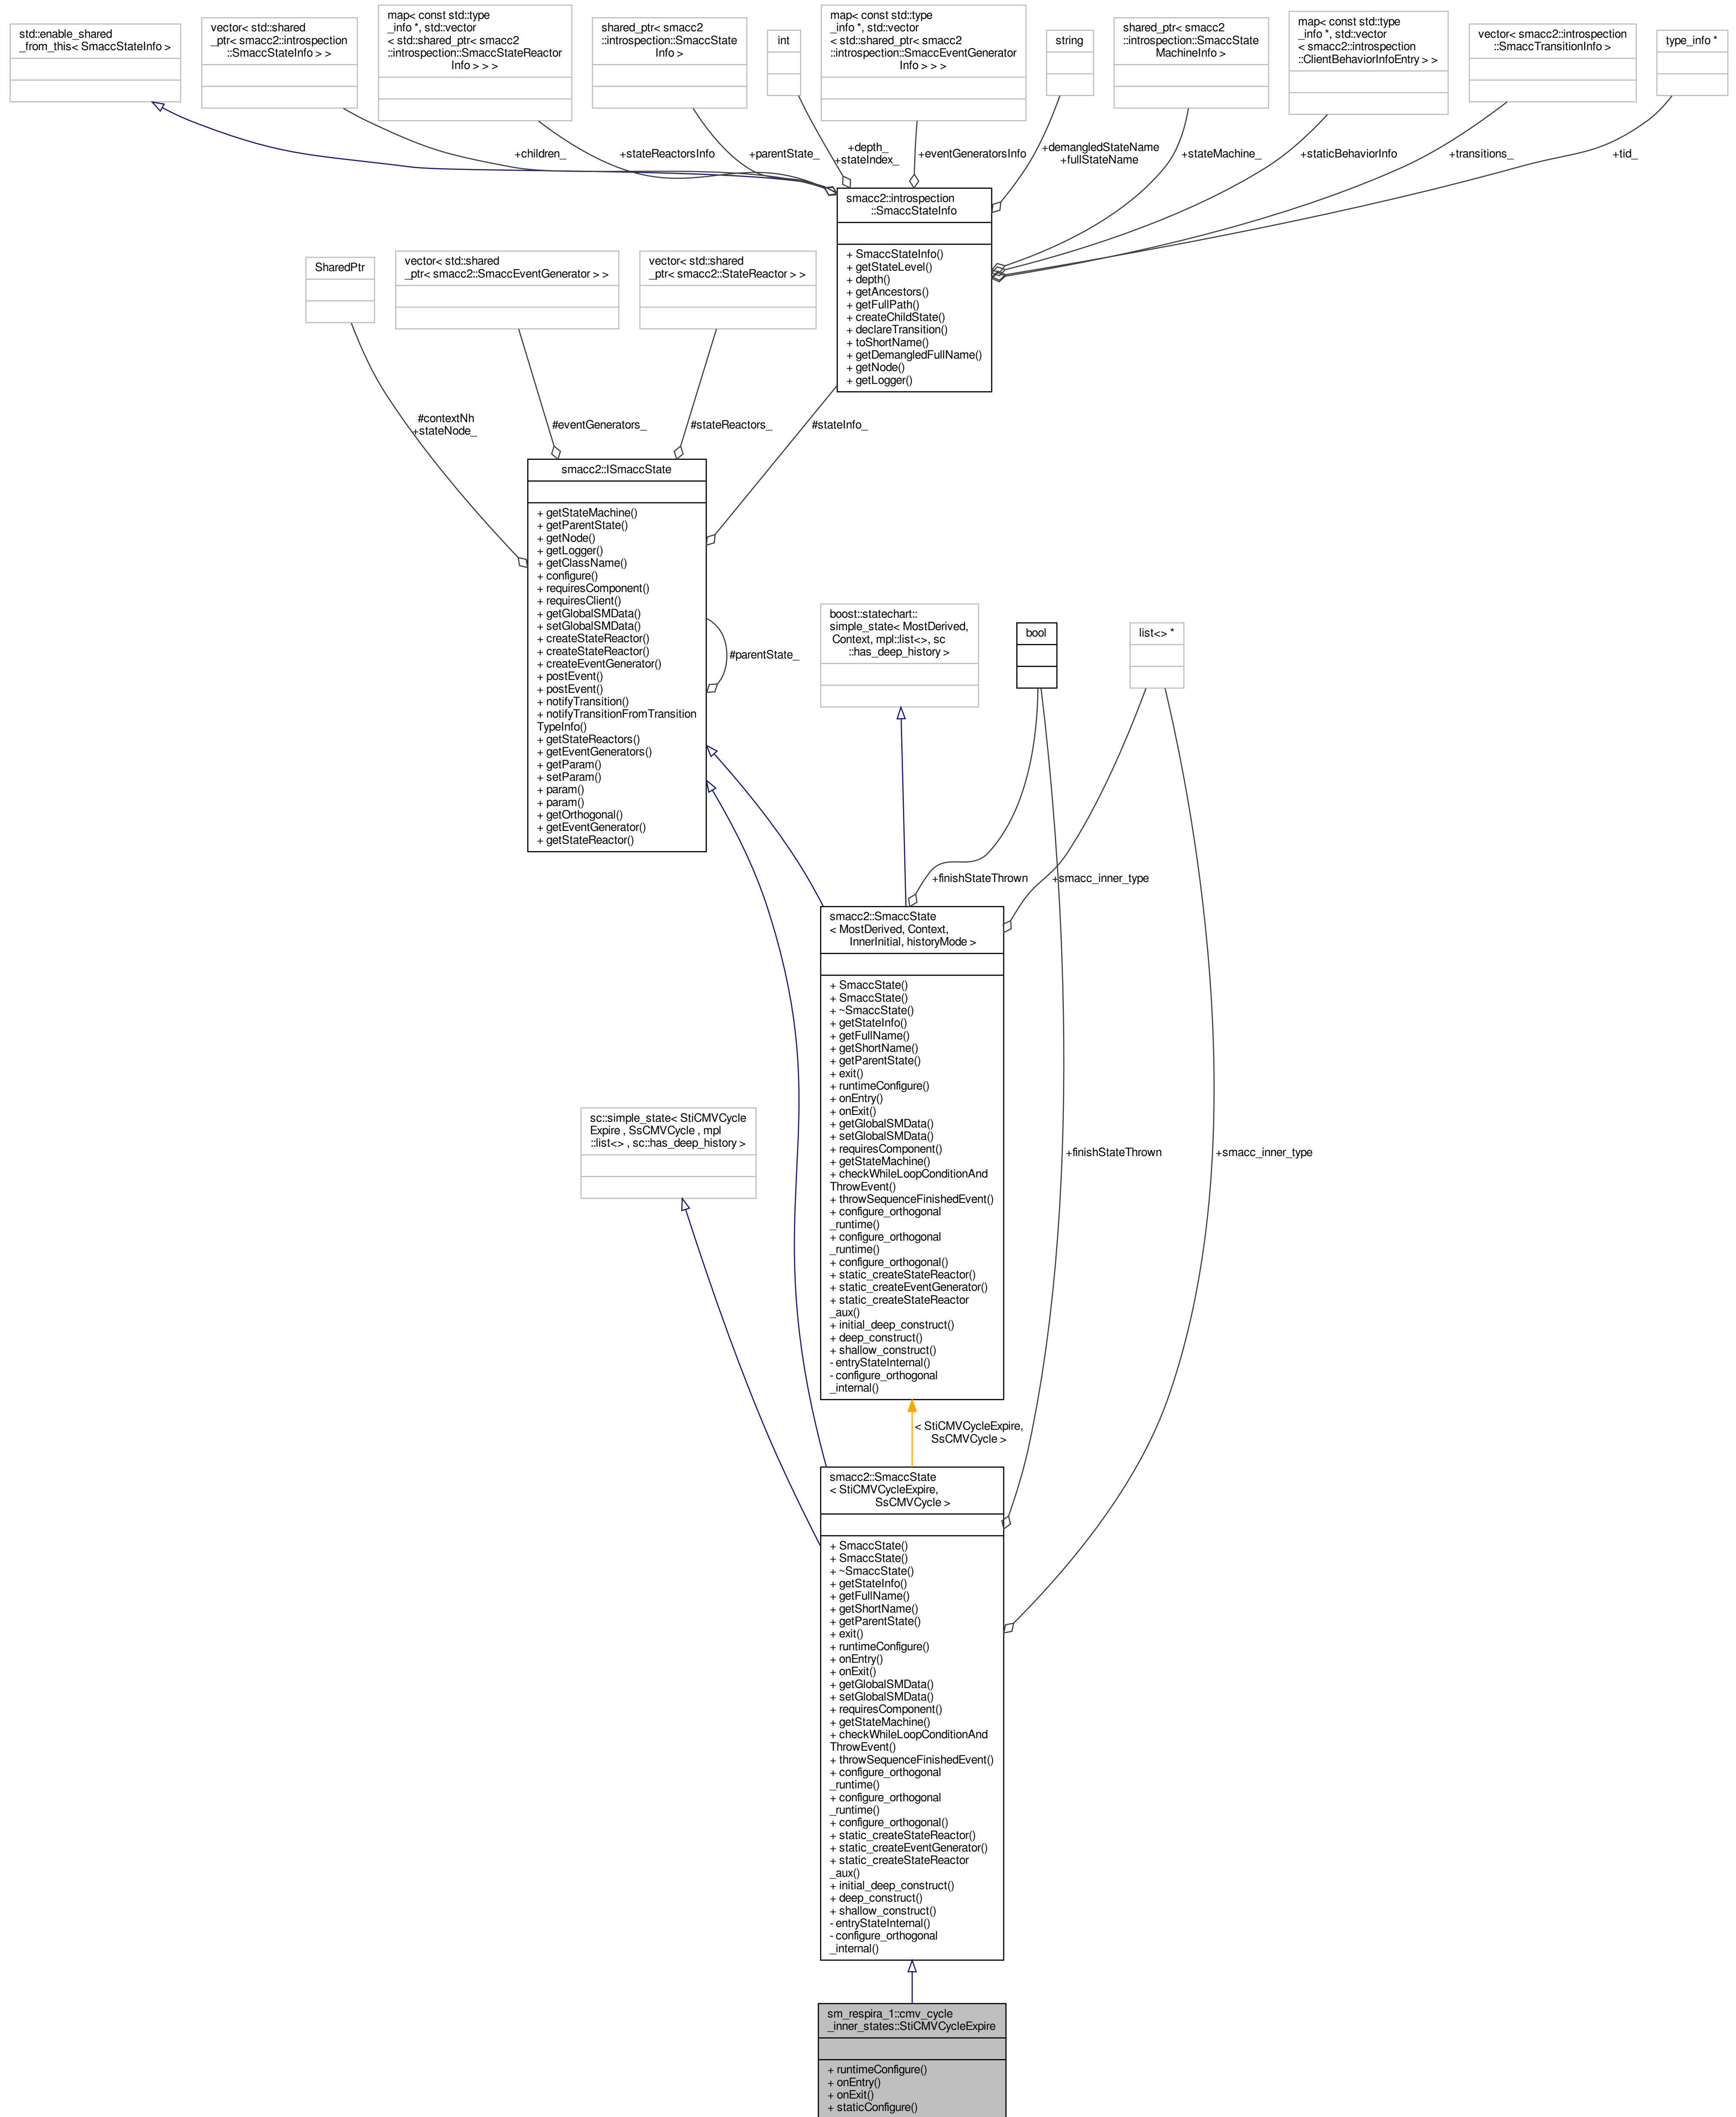 std::enable_shared
_from_this< SmaccStateInfo >
vector< std::shared
_ptr< smacc2::introspection
::SmaccStateInfo > >
map< const std::type
_info *, std::vector
< std::shared_ptr< smacc2
::introspection::SmaccStateReactor
Info > > >
shared_ptr< smacc2
::introspection::SmaccState
Info >
int
map< const std::type
_info *, std::vector
< std::shared_ptr< smacc2
::introspection::SmaccEventGenerator
Info > > >
string
shared_ptr< smacc2
::introspection::SmaccState
MachineInfo >
map< const std::type
_info *, std::vector
< smacc2::introspection
::ClientBehaviorInfoEntry > >
vector< smacc2::introspection
::SmaccTransitionInfo >
type_info *
+children_
+stateReactorsInfo
+parentState_
+depth_
+stateIndex_
+eventGeneratorsInfo
+demangledStateName
+fullStateName
+stateMachine_
+staticBehaviorInfo
+transitions_
+tid_
smacc2::introspection
::SmaccStateInfo
+ SmaccStateInfo()
+ getStateLevel()
+ depth()
+ getAncestors()
+ getFullPath()
+ createChildState()
+ declareTransition()
+ toShortName()
+ getDemangledFullName()
+ getNode()
+ getLogger()
SharedPtr
vector< std::shared
_ptr< smacc2::SmaccEventGenerator > >
vector< std::shared
_ptr< smacc2::StateReactor > >
#contextNh
+stateNode_
#eventGenerators_
#stateReactors_
#stateInfo_
smacc2::ISmaccState
+ getStateMachine()
+ getParentState()
+ getNode()
+ getLogger()
+ getClassName()
+ configure()
+ requiresComponent()
+ requiresClient()
+ getGlobalSMData()
+ setGlobalSMData()
+ createStateReactor()
+ createStateReactor()
+ createEventGenerator()
+ postEvent()
+ postEvent()
+ notifyTransition()
+ notifyTransitionFromTransition
TypeInfo()
+ getStateReactors()
+ getEventGenerators()
+ getParam()
+ setParam()
+ param()
+ param()
+ getOrthogonal()
+ getEventGenerator()
+ getStateReactor()
#parentState_
boost::statechart::
simple_state< MostDerived,
Context, mpl::list<>, sc
::has_deep_history >
bool
list<> *
+finishStateThrown
+smacc_inner_type
smacc2::SmaccState
< MostDerived, Context,
InnerInitial, historyMode >
+ SmaccState()
+ SmaccState()
+ ~SmaccState()
+ getStateInfo()
+ getFullName()
+ getShortName()
+ getParentState()
+ exit()
+ runtimeConfigure()
+ onEntry()
+ onExit()
+ getGlobalSMData()
+ setGlobalSMData()
+ requiresComponent()
+ getStateMachine()
+ checkWhileLoopConditionAnd
ThrowEvent()
+ throwSequenceFinishedEvent()
+ configure_orthogonal
_runtime()
+ configure_orthogonal
_runtime()
+ configure_orthogonal()
+ static_createStateReactor()
+ static_createEventGenerator()
+ static_createStateReactor
_aux()
+ initial_deep_construct()
+ deep_construct()
+ shallow_construct()
- entryStateInternal()
- configure_orthogonal
_internal()
sc::simple_state< StiCMVCycle
Expire , SsCMVCycle , mpl
::list<> , sc::has_deep_history >
+finishStateThrown
+smacc_inner_type
< StiCMVCycleExpire,
SsCMVCycle >
smacc2::SmaccState
< StiCMVCycleExpire,
SsCMVCycle >
+ SmaccState()
+ SmaccState()
+ ~SmaccState()
+ getStateInfo()
+ getFullName()
+ getShortName()
+ getParentState()
+ exit()
+ runtimeConfigure()
+ onEntry()
+ onExit()
+ getGlobalSMData()
+ setGlobalSMData()
+ requiresComponent()
+ getStateMachine()
+ checkWhileLoopConditionAnd
ThrowEvent()
+ throwSequenceFinishedEvent()
+ configure_orthogonal
_runtime()
+ configure_orthogonal
_runtime()
+ configure_orthogonal()
+ static_createStateReactor()
+ static_createEventGenerator()
+ static_createStateReactor
_aux()
+ initial_deep_construct()
+ deep_construct()
+ shallow_construct()
- entryStateInternal()
- configure_orthogonal
_internal()
sm_respira_1::cmv_cycle
_inner_states::StiCMVCycleExpire
+ runtimeConfigure()
+ onEntry()
+ onExit()
+ staticConfigure()